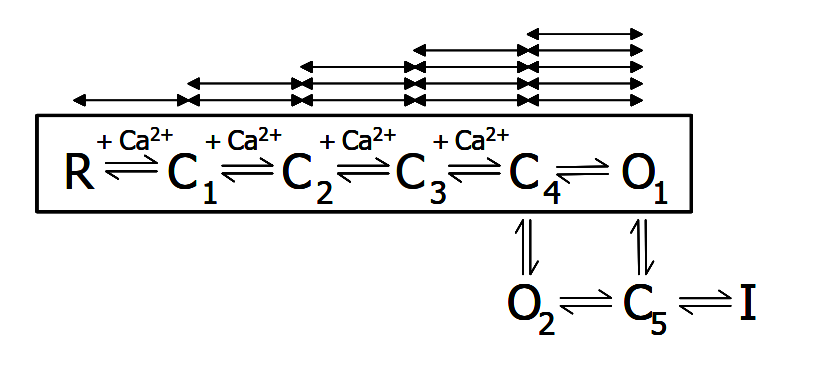 + Ca²⁺ + Ca²⁺ + Ca²⁺ + Ca²⁺
R C₁ C₂ C₃ C₄ O₁
O₂ C₅ I